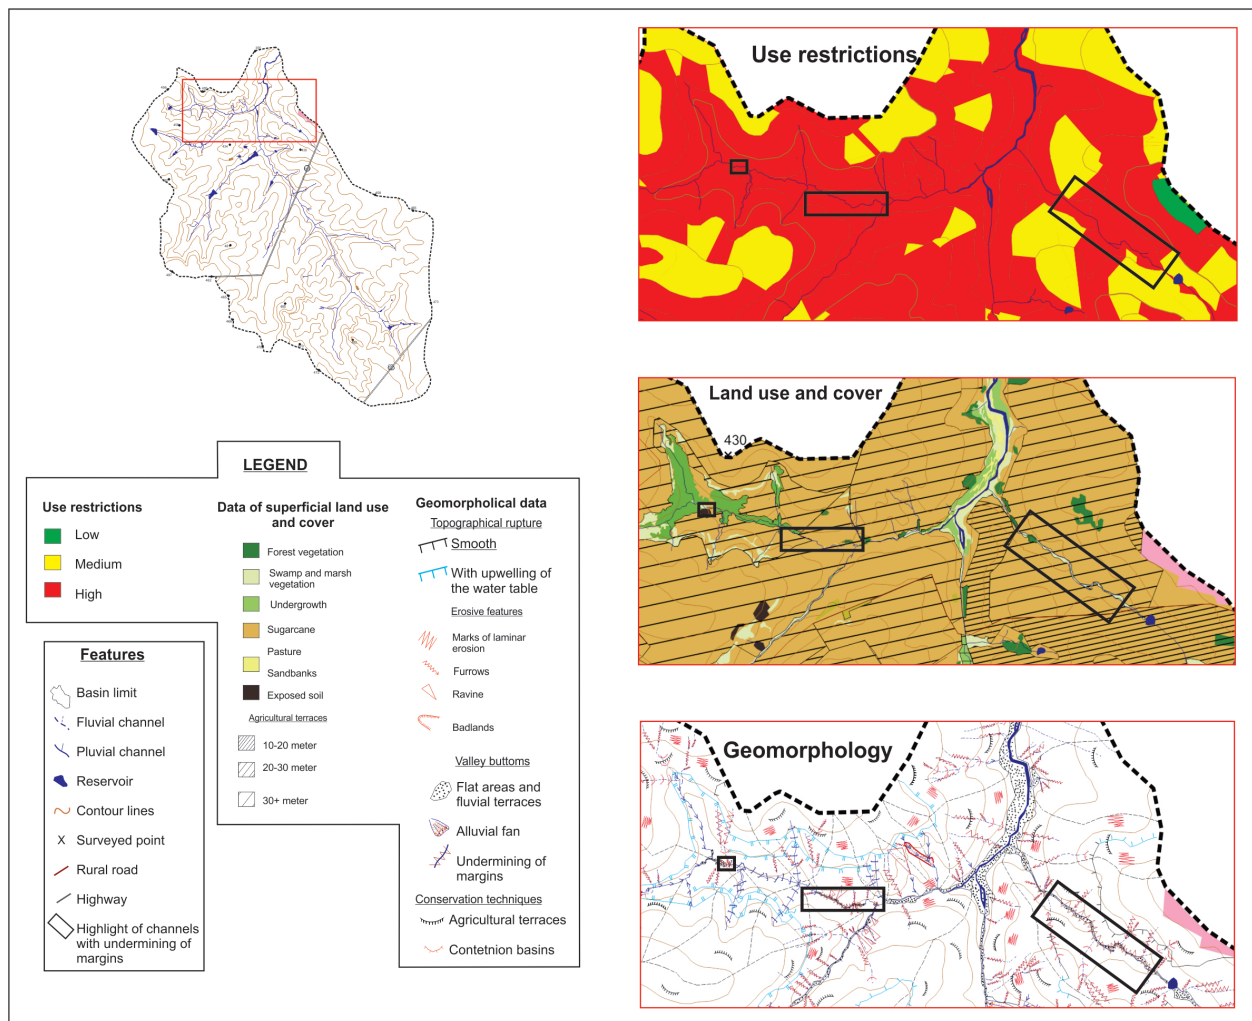 Use restrictions
Land use and cover
430
Geomorphology
LEGEND
Use restrictions
Low
Medium
High
Data of superficial land use
and cover
Forest vegetation
Swamp and marsh
vegetation
Undergrowth
Sugarcane
Pasture
Sandbanks
Exposed soil
Agricultural terraces
10-20 meter
20-30 meter
30+ meter
Geomorpholical data
Topographical rupture
Smooth
With upwelling of
the water table
Erosive features
Marks of laminar
erosion
Furrows
Ravine
Badlands
Valley buttoms
Flat areas and
fluvial terraces
Alluvial fan
Undermining of
margins
Conservation techniques
Agricultural terraces
Contetnion basins
Features
Basin limit
Fluvial channel
Pluvial channel
Reservoir
Contour lines
Surveyed point
Rural road
Highway
Highlight of channels
with undermining of
margins